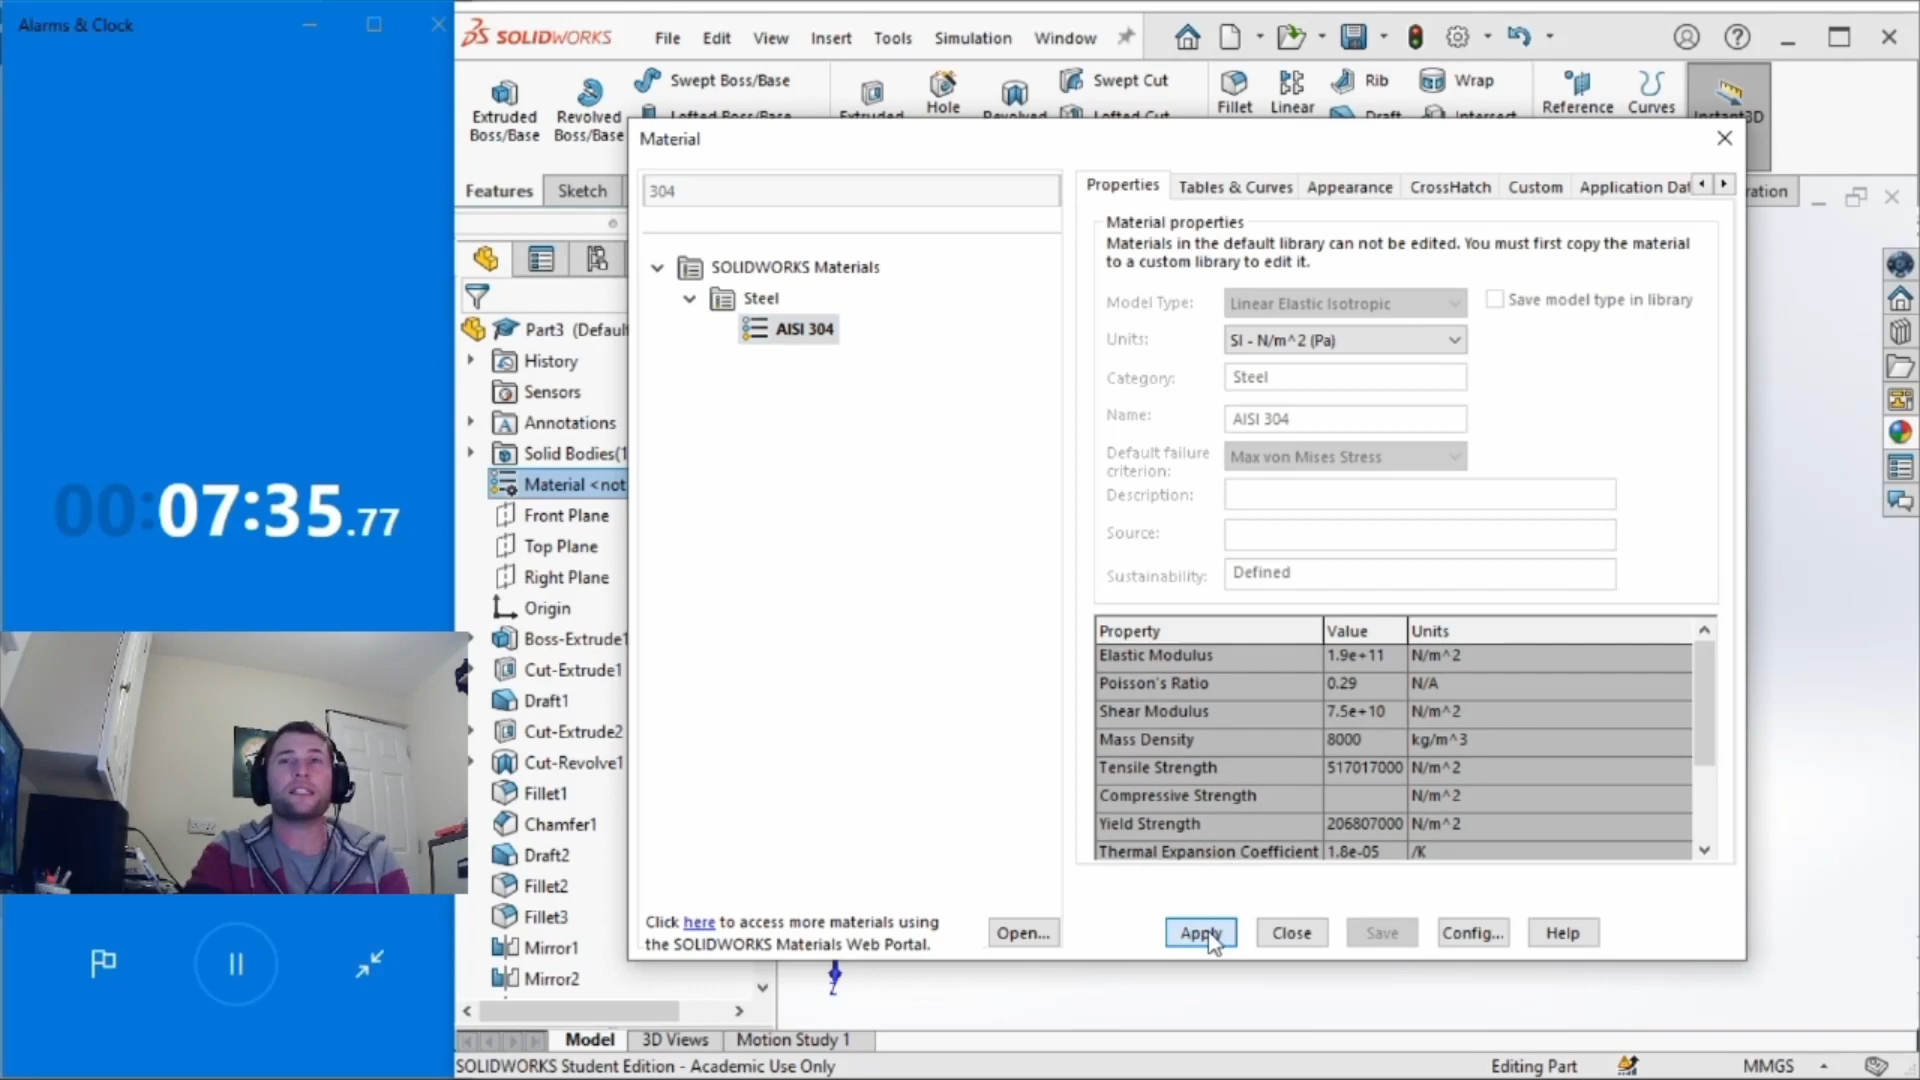 Alarms & Clock
00:07:35.77
SOLIDWORKS
File Edit View Insert Tools Simulation Window
Extruded Boss/Base
Revolved Boss/Base
Swept Boss/Base
Lofted Boss/Base
Extruded
Hole
Revolved
Swept Cut
Lofted Cut
Fillet
Linear
Rib
Draft
Wrap
Intersect
Reference
Curves
Instant3D
Features Sketch
Part3 (Defaul
History
Sensors
Annotations
Solid Bodies(1
Material <not
Front Plane
Top Plane
Right Plane
Origin
Boss-Extrude1
Cut-Extrude1
Draft1
Cut-Extrude2
Cut-Revolve1
Fillet1
Chamfer1
Draft2
Fillet2
Fillet3
Mirror1
Mirror2
Material
304
SOLIDWORKS Materials
Steel
AISI 304
Click here to access more materials using
the SOLIDWORKS Materials Web Portal.
Open...
Properties Tables & Curves Appearance CrossHatch Custom Application Dat
ration
Material properties
Materials in the default library can not be edited. You must first copy the material
to a custom library to edit it.
Model Type: Linear Elastic Isotropic Save model type in library
Units: SI - N/m^2 (Pa)
Category: Steel
Name: AISI 304
Default failure criterion: Max von Mises Stress
Description:
Source:
Sustainability: Defined
Property Value Units
Elastic Modulus 1.9e+11 N/m^2
Poisson's Ratio 0.29 N/A
Shear Modulus 7.5e+10 N/m^2
Mass Density 8000 kg/m^3
Tensile Strength 517017000 N/m^2
Compressive Strength N/m^2
Yield Strength 206807000 N/m^2
Thermal Expansion Coefficient 1.8e-05 /K
Apply Close Save Config... Help
Z
Model 3D Views Motion Study 1
SOLIDWORKS Student Edition - Academic Use Only
Editing Part MMGS